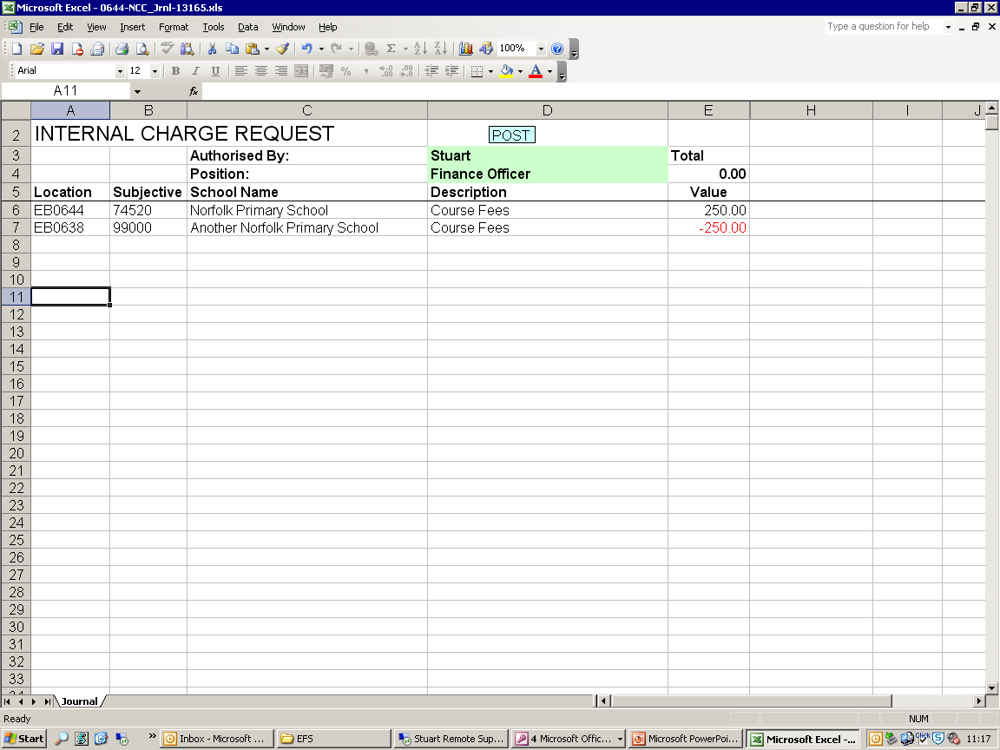 Microsoft Excel - 0644-NCC_Jrnl-13165.xls
File Edit View Insert Format Tools Data Window Help Type a question for help
100%
Arial 12 B I U
A11 fx
A B C D E H I J
2 INTERNAL CHARGE REQUEST POST
3 Authorised By: Stuart Total
4 Position: Finance Officer 0.00
5 Location Subjective School Name Description Value
6 EB0644 74520 Norfolk Primary School Course Fees 250.00
7 EB0638 99000 Another Norfolk Primary School Course Fees -250.00
8
9
10
11
12
13
14
15
16
17
18
19
20
21
22
23
24
25
26
27
28
29
30
31
32
33
Journal
Ready NUM
Start Inbox - Microsoft ... EFS Stuart Remote Sup... 4 Microsoft Offic... Microsoft PowerPoi... Microsoft Excel -... Click 11:17